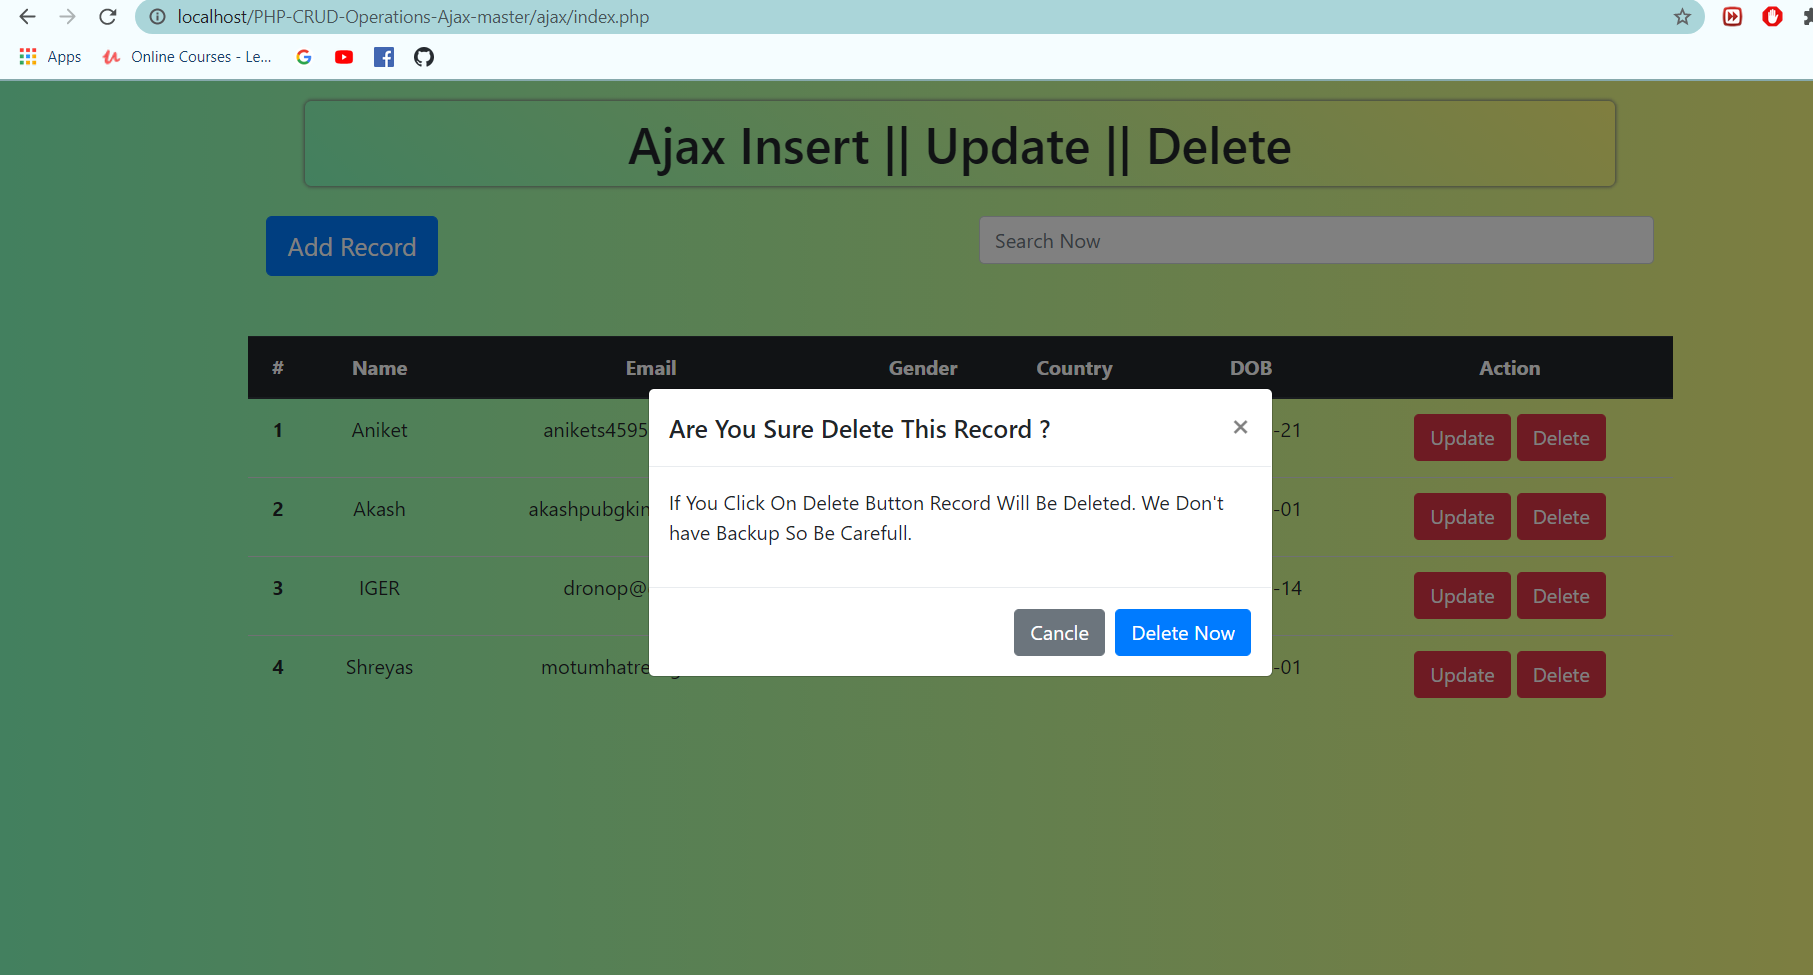 localhost/PHP-CRUD-Operations-Ajax-master/ajax/index.php
Apps Online Courses - Le...
Ajax Insert || Update || Delete
Add Record Search Now
# Name Email Gender Country DOB Action
1 Aniket anikets4595 -21 Update Delete
2 Akash akashpubgkin -01 Update Delete
3 IGER dronop@ -14 Update Delete
4 Shreyas motumhatre -01 Update Delete
Are You Sure Delete This Record ? ×
If You Click On Delete Button Record Will Be Deleted. We Don't
have Backup So Be Carefull.
Cancle Delete Now